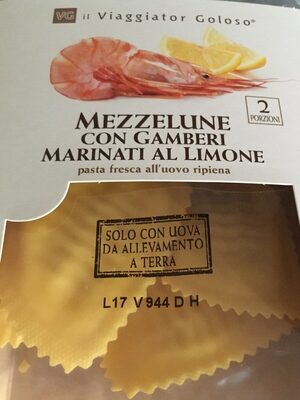 VG il Viaggiator Goloso®
2
PORZIONI
MEZZELUNE
CON GAMBERI
MARINATI AL LIMONE
pasta fresca all'uovo ripiena
SOLO CON UOVA
DA ALLEVAMENTO
A TERRA
L17 V 944 D H